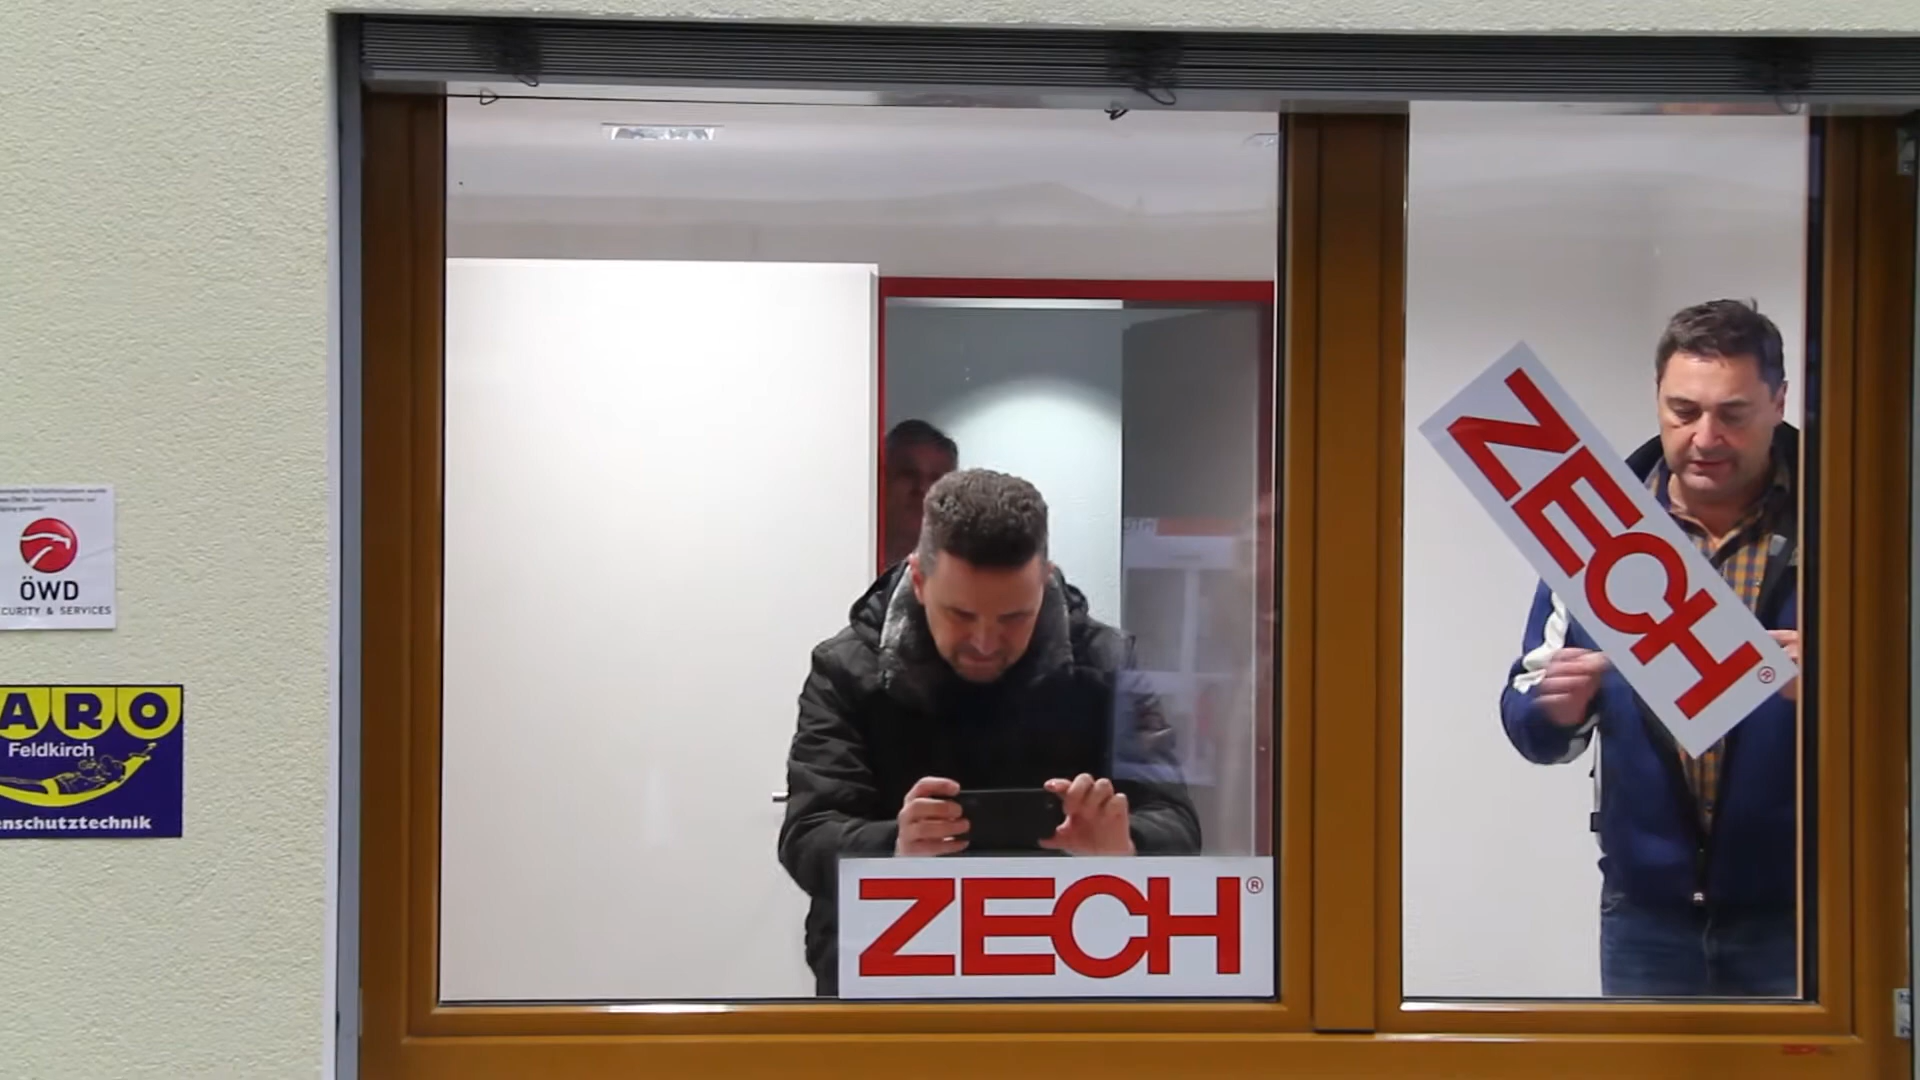 ÖWD
CURITY & SERVICES
ARO
Feldkirch
enschutztechnik
ZECH®
ZECH®